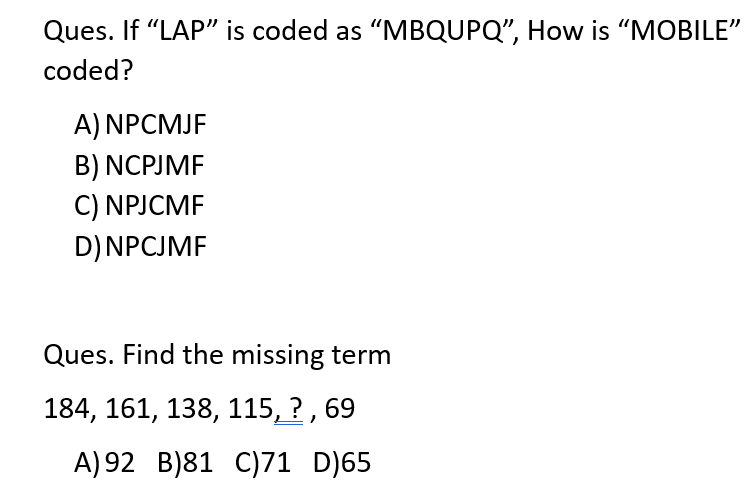 Ques. If “LAP” is coded as “MBQUPQ”, How is “MOBILE”
coded?
A) NPCMJF
B) NCPJMF
C) NPJCMF
D) NPCJMF
Ques. Find the missing term
184, 161, 138, 115, ? , 69
A) 92 B)81 C)71 D)65